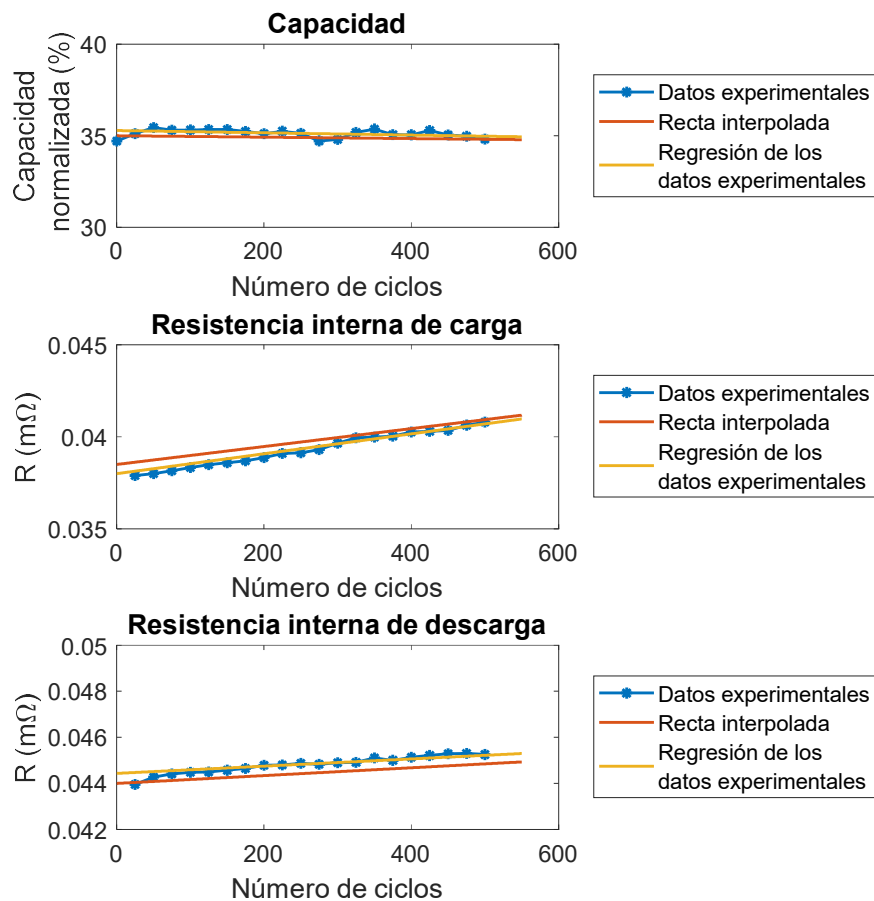 Capacidad
40
35
30
Capacidad
normalizada (%)
0
200
400
600
Número de ciclos
Datos experimentales
Recta interpolada
Regresión de los
datos experimentales
Resistencia interna de carga
0.045
0.04
0.035
R (mΩ)
0
200
400
600
Número de ciclos
Datos experimentales
Recta interpolada
Regresión de los
datos experimentales
Resistencia interna de descarga
0.05
0.048
0.046
0.044
0.042
R (mΩ)
0
200
400
600
Número de ciclos
Datos experimentales
Recta interpolada
Regresión de los
datos experimentales